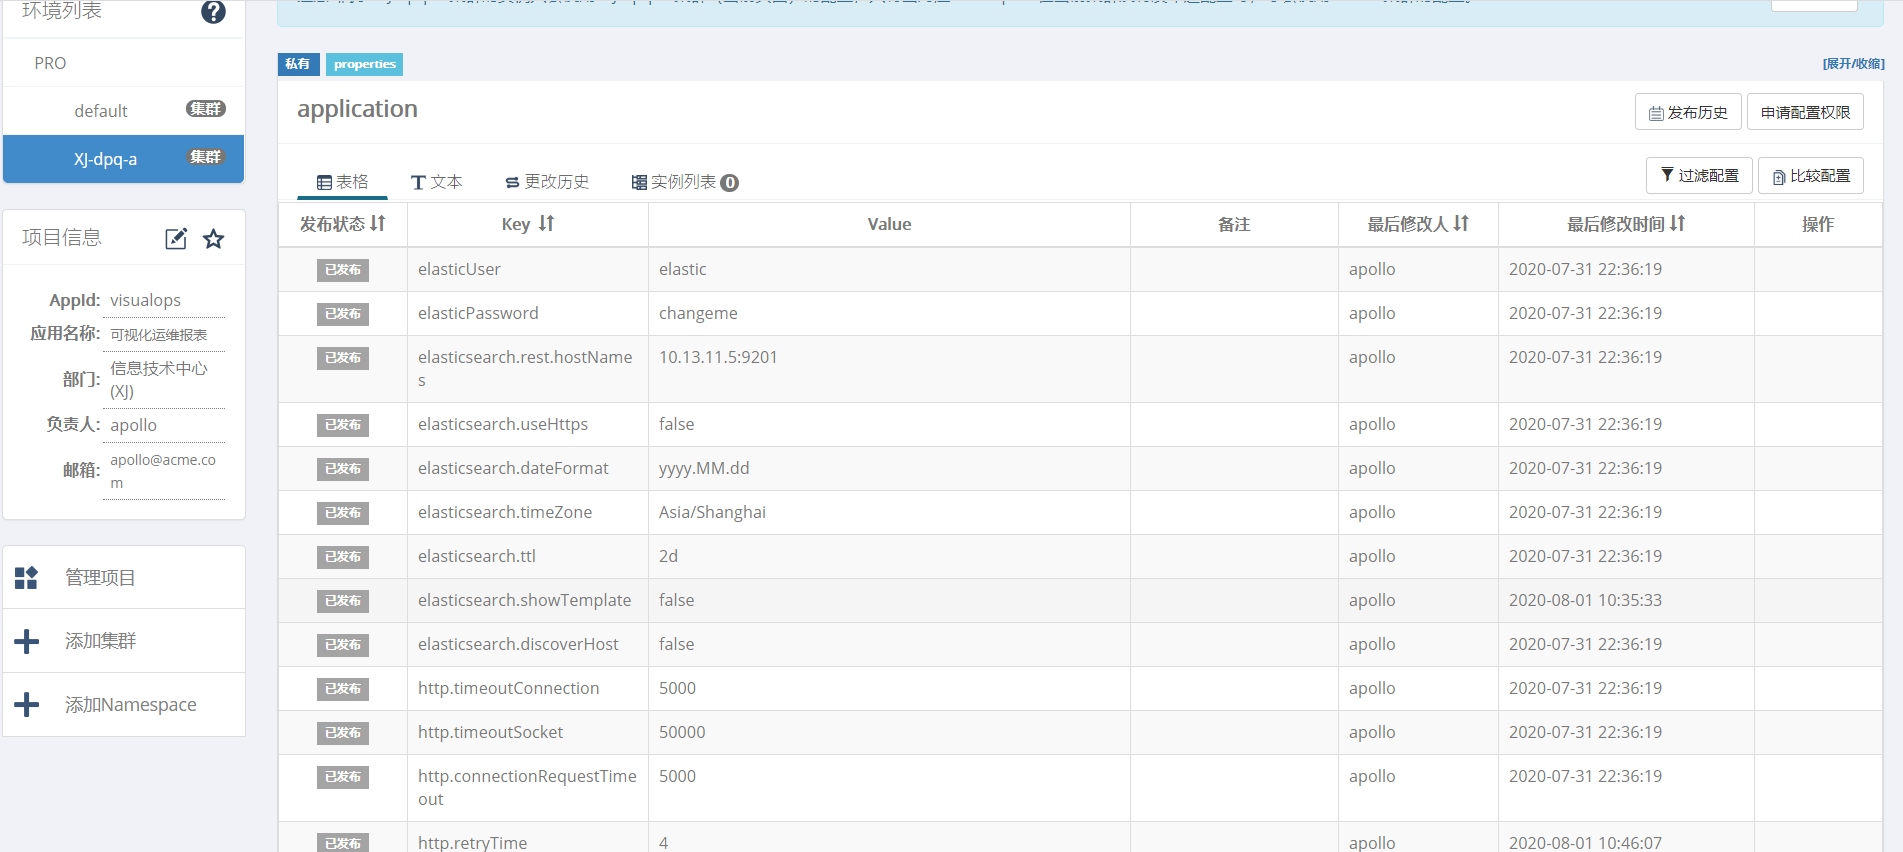 环境列表
PRO
default 集群
XJ-dpq-a 集群
项目信息
AppId: visualops
应用名称: 可视化运维报表
部门: 信息技术中心
(XJ)
负责人: apollo
邮箱: apollo@acme.co
m
管理项目
添加集群
添加Namespace
私有 properties [展开/收缩]
application 发布历史 申请配置权限
表格 文本 更改历史 实例列表 0 过滤配置 比较配置
发布状态 Key Value 备注 最后修改人 最后修改时间 操作
已发布 elasticUser elastic apollo 2020-07-31 22:36:19
已发布 elasticPassword changeme apollo 2020-07-31 22:36:19
已发布 elasticsearch.rest.hostName 10.13.11.5:9201 apollo 2020-07-31 22:36:19
s
已发布 elasticsearch.useHttps false apollo 2020-07-31 22:36:19
已发布 elasticsearch.dateFormat yyyy.MM.dd apollo 2020-07-31 22:36:19
已发布 elasticsearch.timeZone Asia/Shanghai apollo 2020-07-31 22:36:19
已发布 elasticsearch.ttl 2d apollo 2020-07-31 22:36:19
已发布 elasticsearch.showTemplate false apollo 2020-08-01 10:35:33
已发布 elasticsearch.discoverHost false apollo 2020-07-31 22:36:19
已发布 http.timeoutConnection 5000 apollo 2020-07-31 22:36:19
已发布 http.timeoutSocket 50000 apollo 2020-07-31 22:36:19
已发布 http.connectionRequestTime 5000 apollo 2020-07-31 22:36:19
out
已发布 http.retryTime 4 apollo 2020-08-01 10:46:07